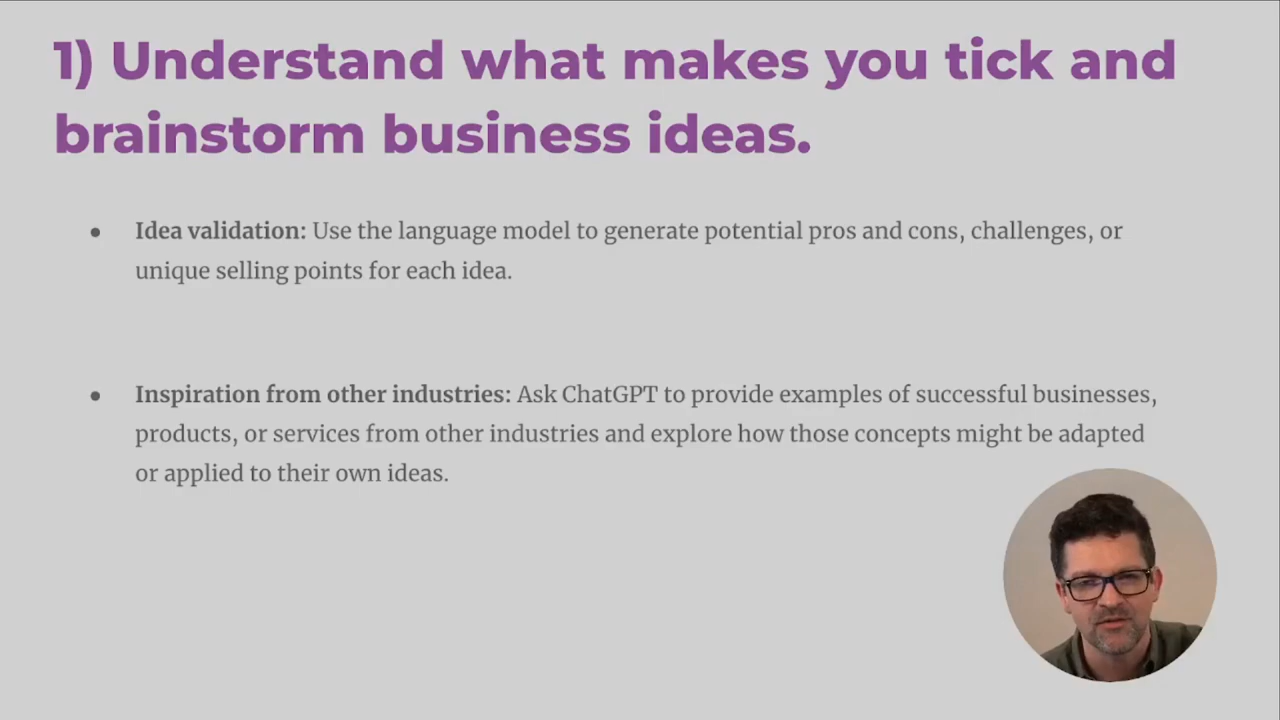 1) Understand what makes you tick and
brainstorm business ideas.
● Idea validation: Use the language model to generate potential pros and cons, challenges, or
unique selling points for each idea.
● Inspiration from other industries: Ask ChatGPT to provide examples of successful businesses,
products, or services from other industries and explore how those concepts might be adapted
or applied to their own ideas.